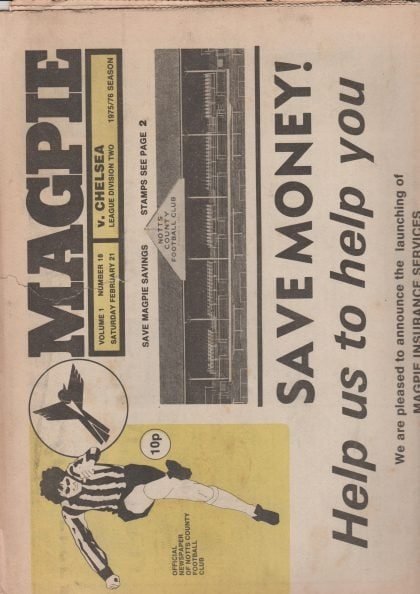 MAGPIE
VOLUME 1 NUMBER 18
SATURDAY FEBRUARY 21
v. CHELSEA
LEAGUE DIVISION TWO 1975/76 SEASON
10p
OFFICIAL
NEWSPAPER
OF NOTTS COUNTY
FOOTBALL
CLUB
SAVE MAGPIE SAVINGS STAMPS SEE PAGE 2
NOTTS
COUNTY
FOOTBALL CLUB
SAVE MONEY!
Help us to help you
We are pleased to announce the launching of
MAGPIE INSURANCE SERVICES